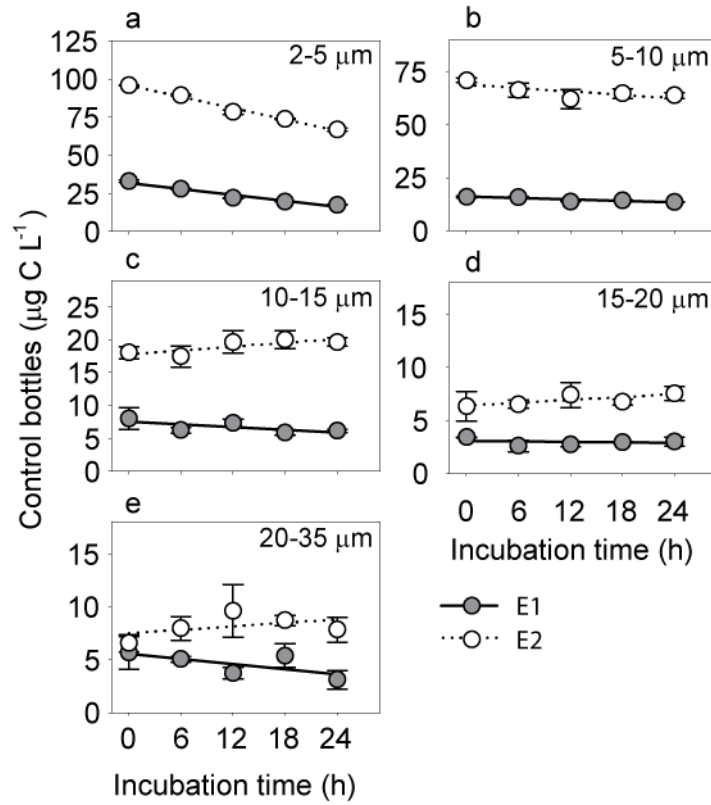 a
b
125
100
75
50
25
0
2-5 μm
75
50
25
0
5-10 μm
c
d
25
20
15
10
5
0
10-15 μm
15
10
5
0
15-20 μm
0 6 12 18 24
Incubation time (h)
e
15
10
5
0
20-35 μm
0 6 12 18 24
Incubation time (h)
E1
E2
Control bottles (μg C L⁻¹)